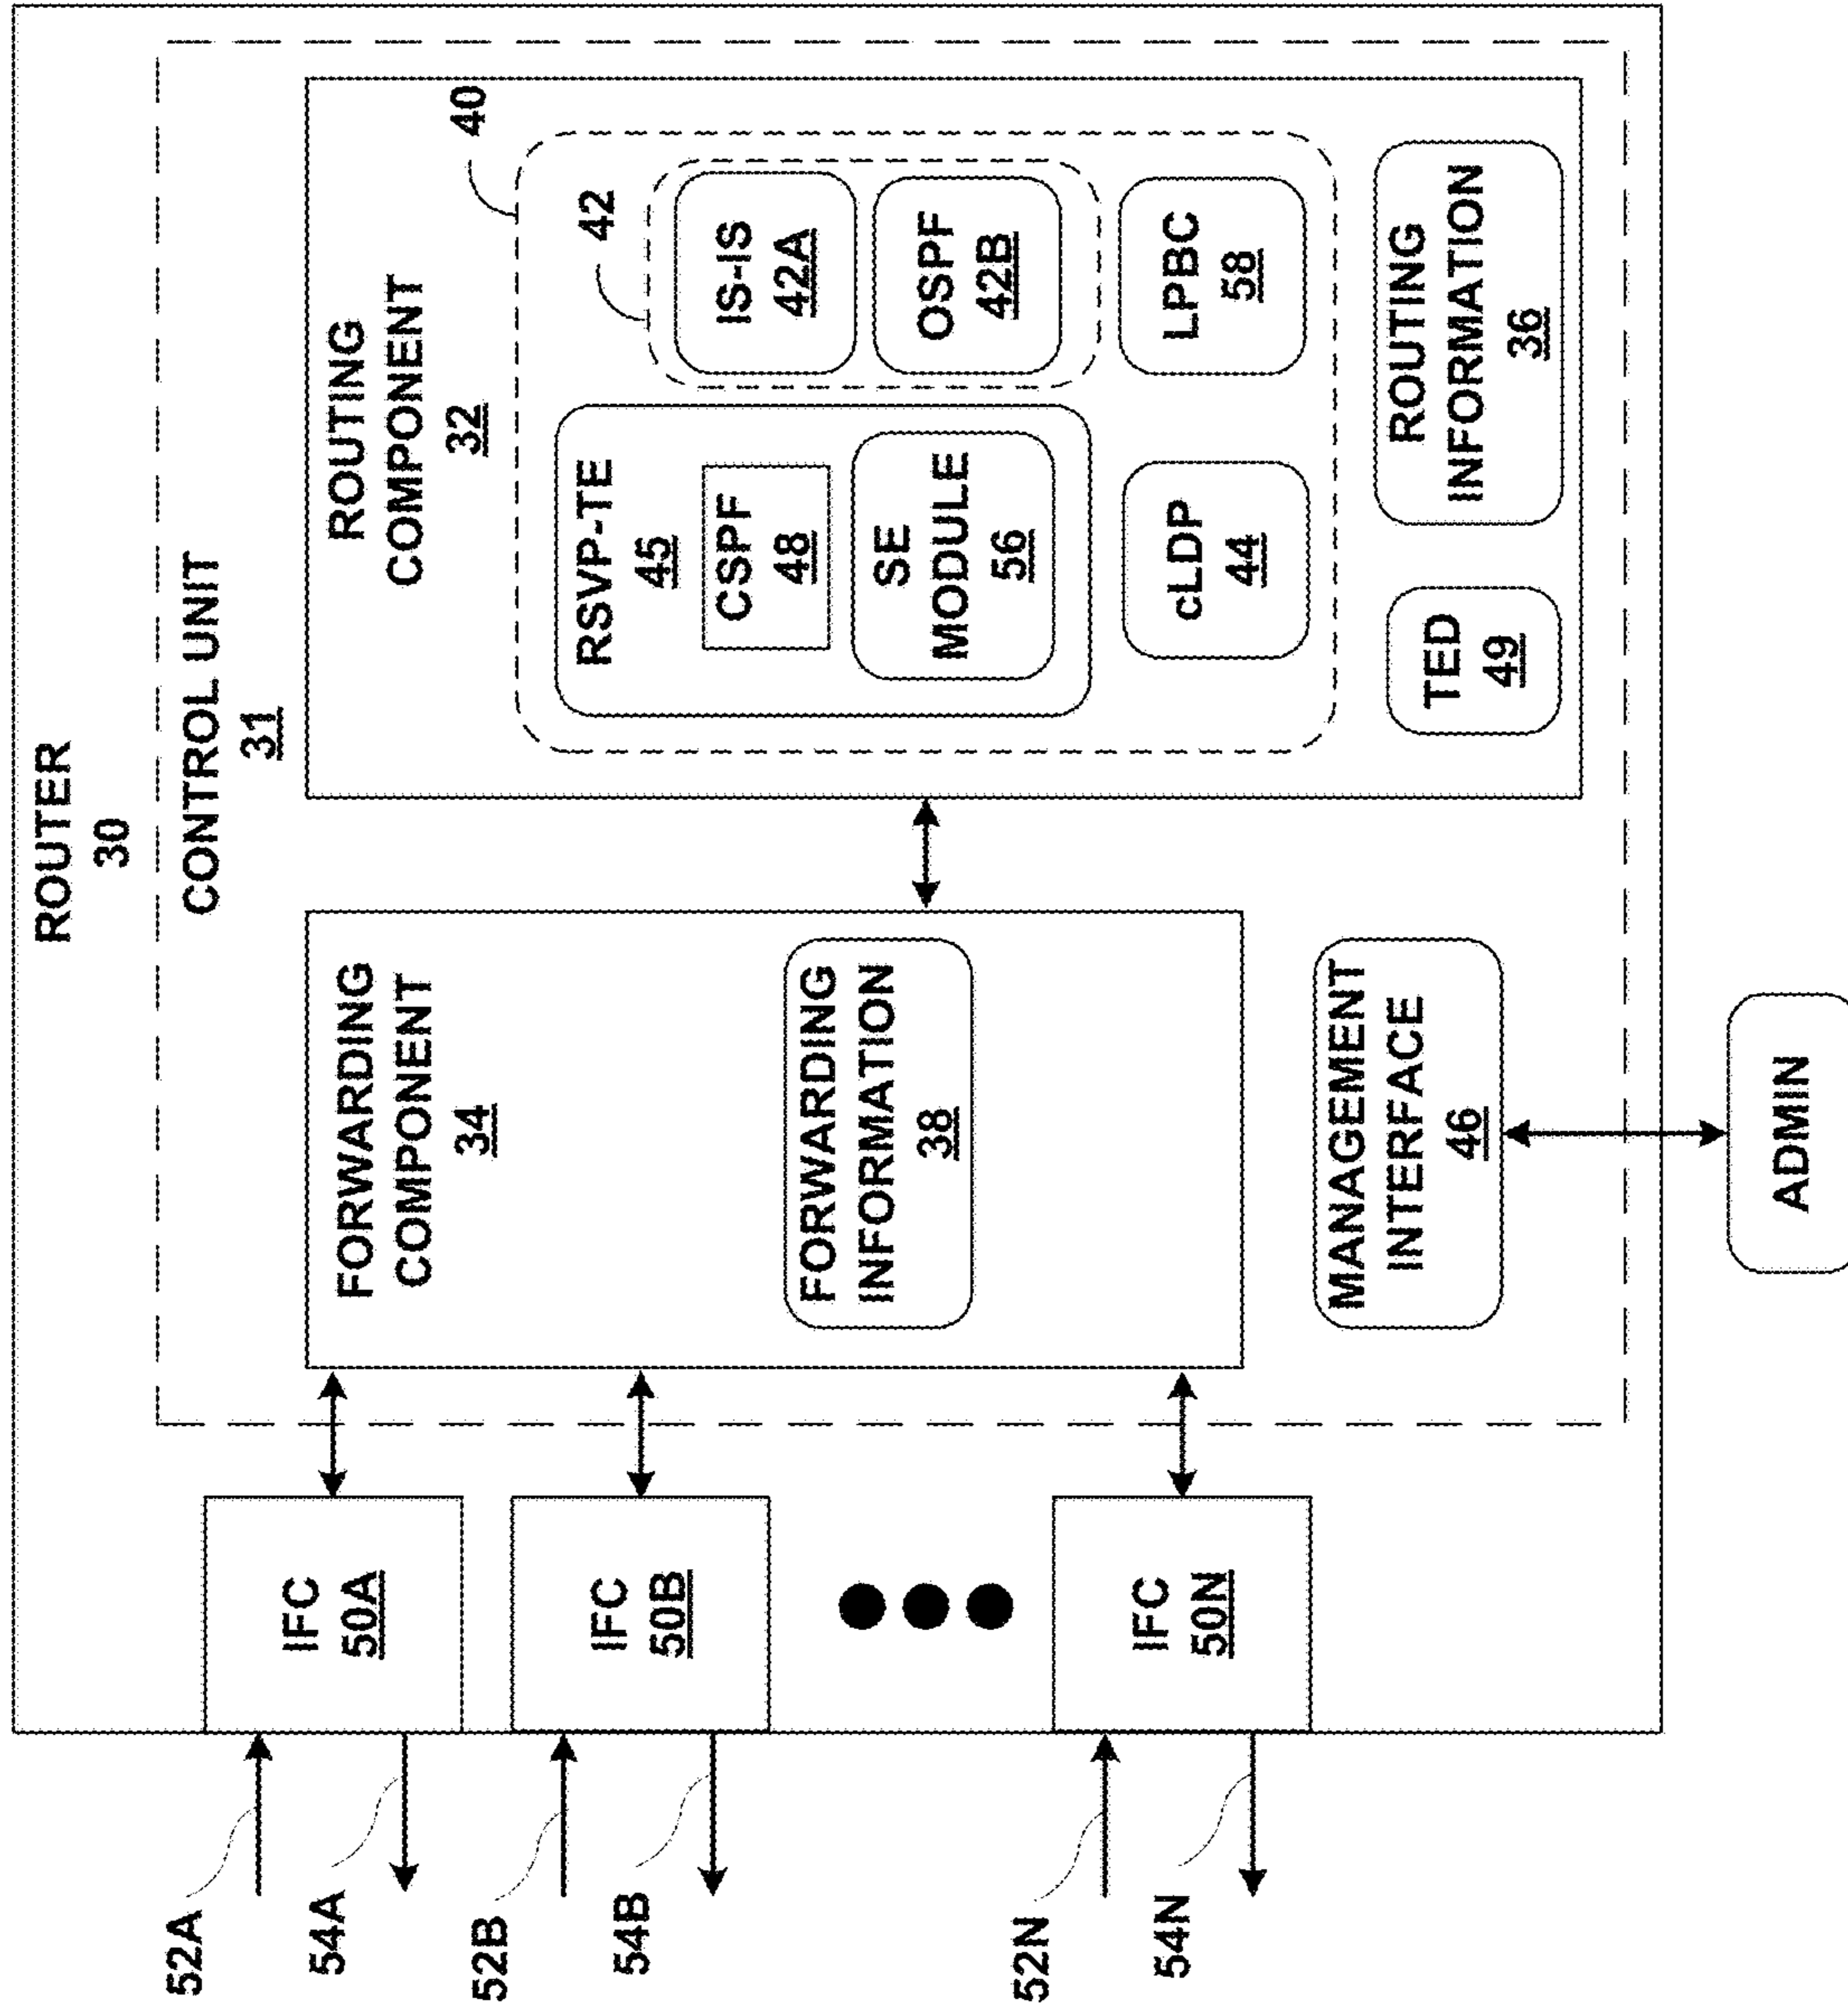 ROUTER
30
CONTROL UNIT
31
ROUTING
COMPONENT
32
40
42
RSVP-TE
45
CSPF
48
SE
MODULE
56
IS-IS
42A
OSPF
42B
cLDP
44
LPBC
58
TED
49
ROUTING
INFORMATION
36
FORWARDING
COMPONENT
34
FORWARDING
INFORMATION
38
MANAGEMENT
INTERFACE
46
ADMIN
IFC
50A
IFC
50B
IFC
50N
52A
54A
52B
54B
52N
54N